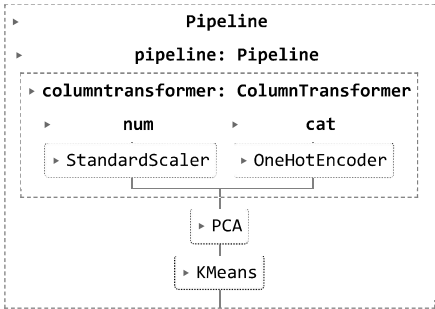 Pipeline
pipeline: Pipeline
columntransformer: ColumnTransformer
num cat
StandardScaler OneHotEncoder
PCA
KMeans